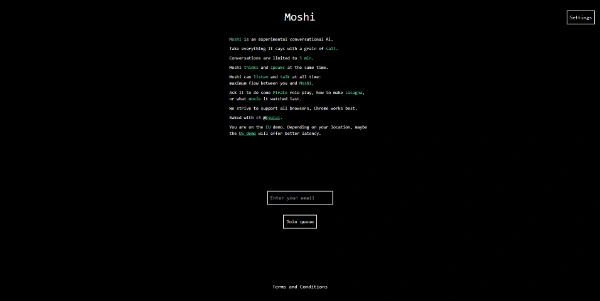 Moshi
Settings
Moshi is an experimental conversational AI.
Take everything it says with a grain of salt.
Conversations are limited to 5 min.
Moshi thinks and speaks at the same time.
Moshi can listen and talk at all time:
maximum flow between you and Moshi.
Ask it to do some Pirate role play, how to make Lasagna,
or what movie it watched last.
We strive to support all browsers, Chrome works best.
Baked with <3 @Kyutai.
You are on the EU demo. Depending on your location, maybe
the US demo will offer better latency.
Enter your email
Join queue
Terms and Conditions